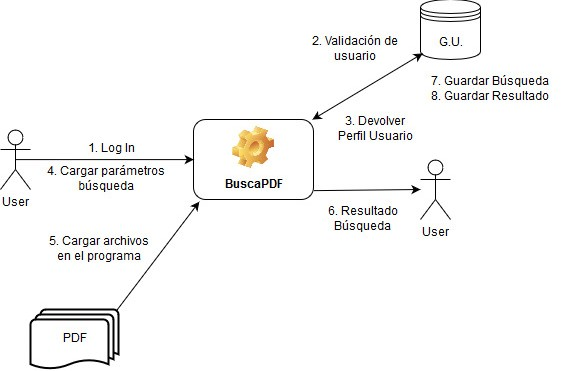 G.U.
2. Validación de
usuario
7. Guardar Búsqueda
8. Guardar Resultado
3. Devolver
Perfil Usuario
1. Log In
4. Cargar parámetros
búsqueda
User
BuscaPDF
6. Resultado
Búsqueda
User
5. Cargar archivos
en el programa
PDF